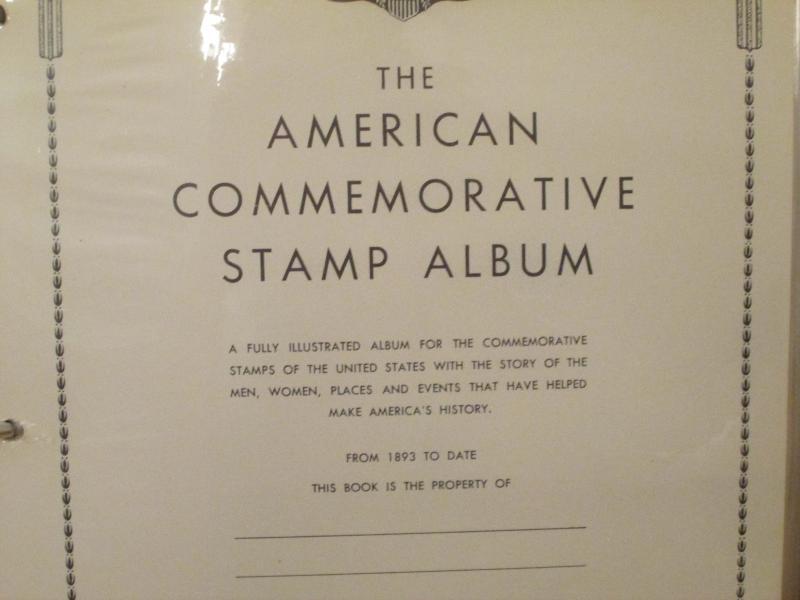 THE
AMERICAN
COMMEMORATIVE
STAMP ALBUM
A FULLY ILLUSTRATED ALBUM FOR THE COMMEMORATIVE
STAMPS OF THE UNITED STATES WITH THE STORY OF THE
MEN, WOMEN, PLACES AND EVENTS THAT HAVE HELPED
MAKE AMERICA'S HISTORY.
FROM 1893 TO DATE
THIS BOOK IS THE PROPERTY OF